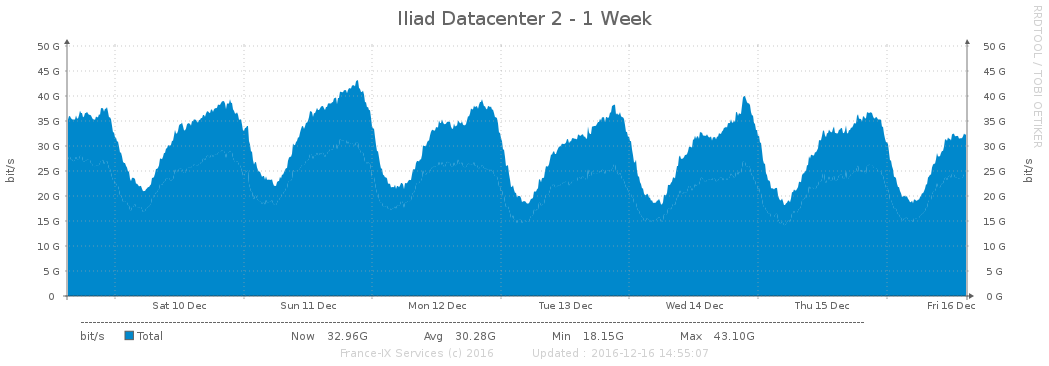 Iliad Datacenter 2 - 1 Week
RRDTOOL / TOBI OETIKER
50 G 50 G
45 G 45 G
40 G 40 G
35 G 35 G
30 G 30 G
25 G 25 G
20 G 20 G
15 G 15 G
10 G 10 G
5 G 5 G
0 0 G
bit/s bit/s
Sat 10 Dec Sun 11 Dec Mon 12 Dec Tue 13 Dec Wed 14 Dec Thu 15 Dec Fri 16 Dec
bit/s Total Now 32.96G Avg 30.28G Min 18.15G Max 43.10G
France-IX Services (c) 2016 Updated : 2016-12-16 14:55:07